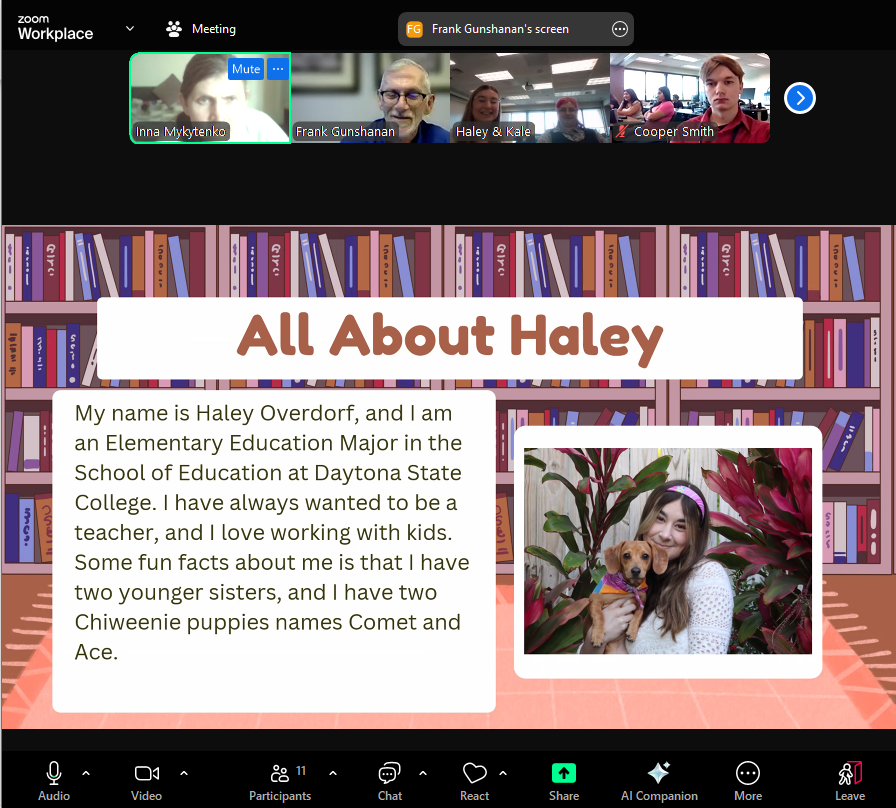 zoom
Workplace
Meeting
FG
Frank Gunshanan's screen
Mute
Inna Mykytenko
Frank Gunshanan
Haley & Kale
Cooper Smith
All About Haley
My name is Haley Overdorf, and I am
an Elementary Education Major in the
School of Education at Daytona State
College. I have always wanted to be a
teacher, and I love working with kids.
Some fun facts about me is that I have
two younger sisters, and I have two
Chiweenie puppies names Comet and
Ace.
Audio
Video
11
Participants
Chat
React
Share
AI Companion
More
Leave